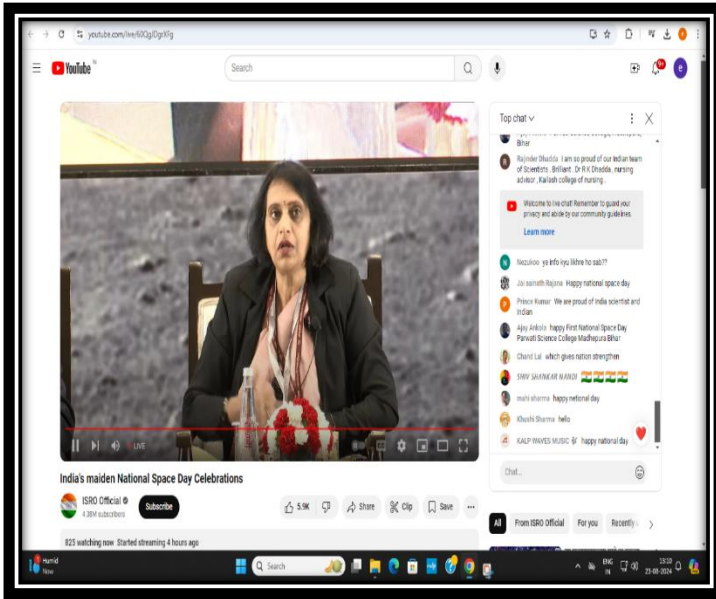 youtube.com/live/60QgJDgrXFg
YouTube
IN
Search
9+
e
Top chat
Bihar
Rajinder Dhadda I am so proud of our Indian team
of Scientists.. Brilliant . Dr R K Dhadda , nursing
advisor , Kailash college of nursing .
Welcome to live chat! Remember to guard your
privacy and abide by our community guidelines.
Learn more
N
Nezukoo ye info kyu likhre ho sab??
Jai samath Rajana Happy national space day
P
Prince Kumar We are proud of India scientist and
indian
Ajay Ankole happy First National Space Day
Parwati Science College Madhepura Bihar
Chand Lal which gives nation strengthen
SHIV SHANKAR NANDI
mahi sharma happy netional day
Khushi Sharma hello
KALP WAVES MUSIC happy national day
Chat...
LIVE
India's maiden National Space Day Celebrations
ISRO Official
4.38M subscribers
Subscribe
5.9K
Share
Clip
Save
All
From ISRO Official
For you
Recently
825 watching now Started streaming 4 hours ago
Humid
Now
Search
ENG
IN
13:10
23-08-2024